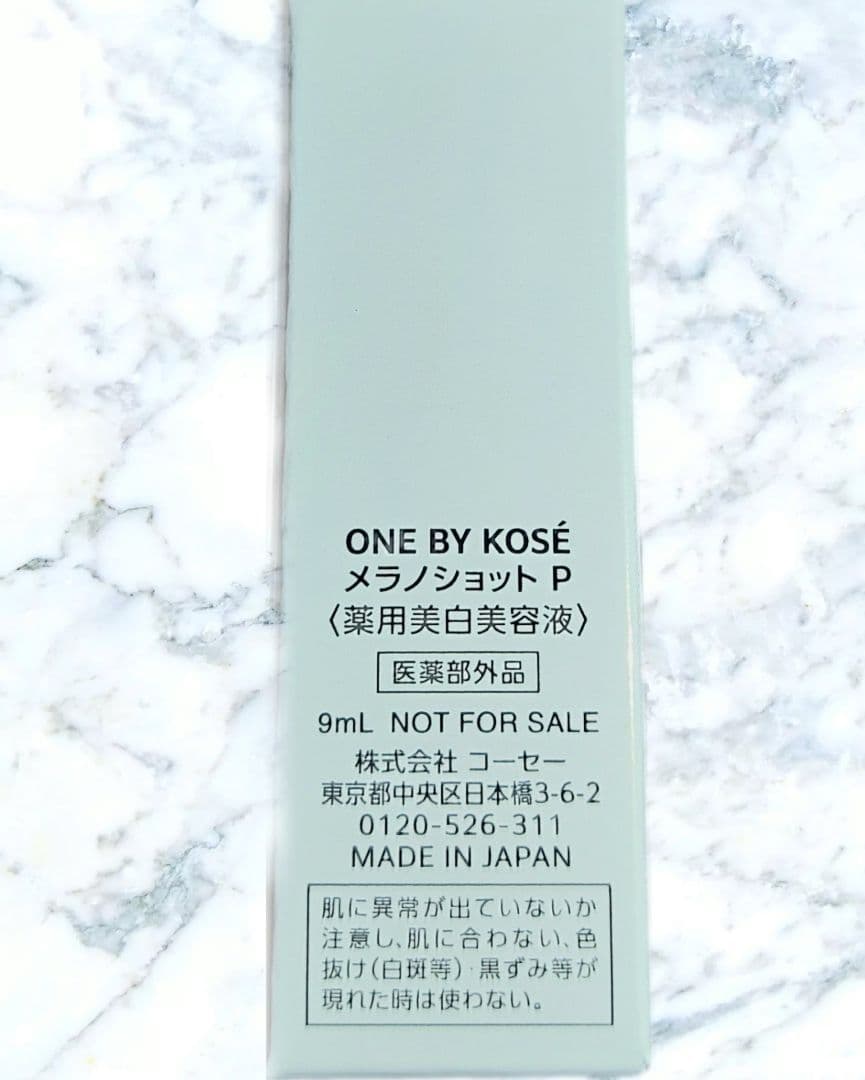 ONE BY KOSÉ
メラノショット P
〈薬用美白美容液〉
医薬部外品
9mL NOT FOR SALE
株式会社 コーセー
東京都中央区日本橋3-6-2
0120-526-311
MADE IN JAPAN
肌に異常が出ていないか
注意し、肌に合わない、色
抜け(白斑等)・黒ずみ等が
現れた時は使わない。